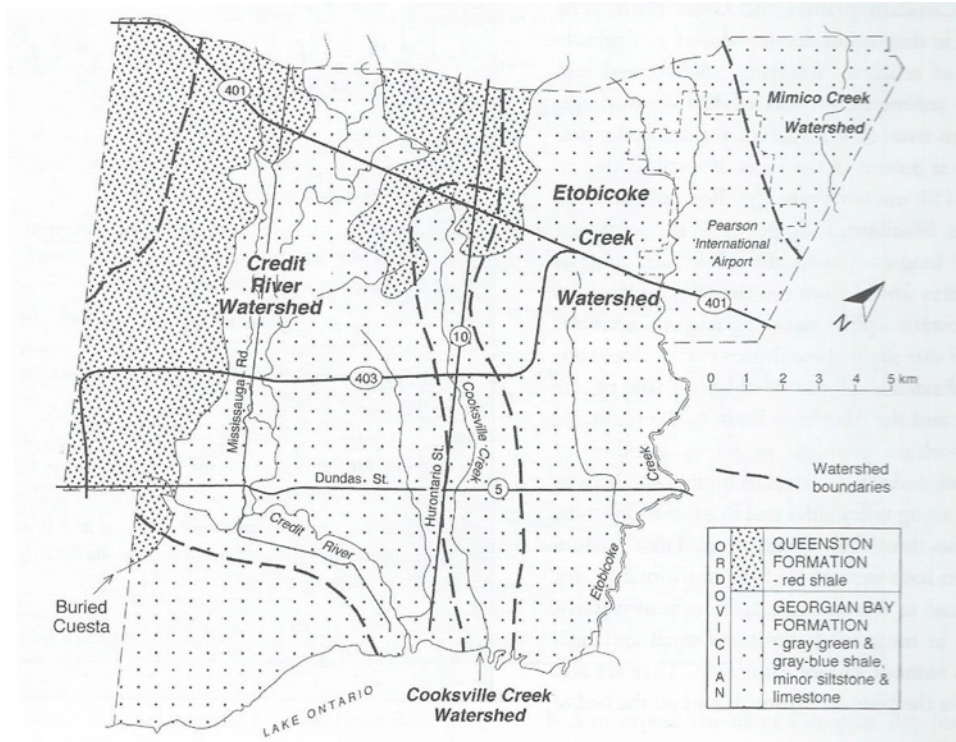 401
Mimico Creek
Watershed
Etobicoke
Creek
Watershed
Pearson
International
Airport
Credit
River
Watershed
401
N
10
403
Mississauga Rd
Hurontario St.
Cooksville Creek
0 1 2 3 4 5 km
Dundas St.
5
Creek
Etobicoke
Credit River
Watershed
boundaries
Buried
Cuesta
ORDOVICIAN
QUEENSTON
FORMATION
- red shale
GEORGIAN BAY
FORMATION
- gray-green &
gray-blue shale,
minor siltstone &
limestone
Cooksville Creek
Watershed
LAKE ONTARIO